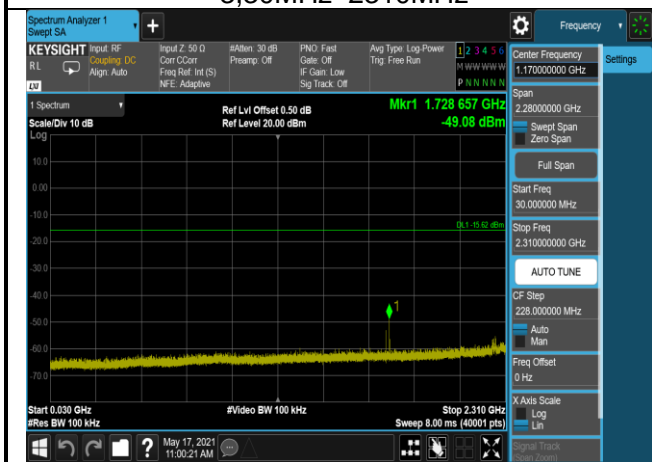 Spectrum Analyzer 1
Swept SA
+
Frequency
KEYSIGHT
RL
LXI
Input: RF
Coupling: DC
Align: Auto
Input Z: 50 Ω
Corr CCorr
Freq Ref: Int (S)
NFE: Adaptive
#Atten: 30 dB
Preamp: Off
PNO: Fast
Gate: Off
IF Gain: Low
Sig Track: Off
Avg Type: Log-Power
Trig: Free Run
1 2 3 4 5 6
M W W W W W
P N N N N N
1 Spectrum
Scale/Div 10 dB
Log
Ref Lvl Offset 0.50 dB
Ref Level 20.00 dBm
Mkr1 1.728 657 GHz
-49.08 dBm
10.0
0.00
-10.0
DL1 -15.62 dBm
-20.0
-30.0
-40.0
1
-50.0
-60.0
-70.0
Start 0.030 GHz
#Res BW 100 kHz
#Video BW 100 kHz
Stop 2.310 GHz
Sweep 8.00 ms (40001 pts)
?
May 17, 2021
11:00:21 AM
Center Frequency
1.170000000 GHz
Settings
Span
2.28000000 GHz
Swept Span
Zero Span
Full Span
Start Freq
30.000000 MHz
Stop Freq
2.310000000 GHz
AUTO TUNE
CF Step
228.000000 MHz
Auto
Man
Freq Offset
0 Hz
X Axis Scale
Log
Lin
Signal Track
(Span Zoom)